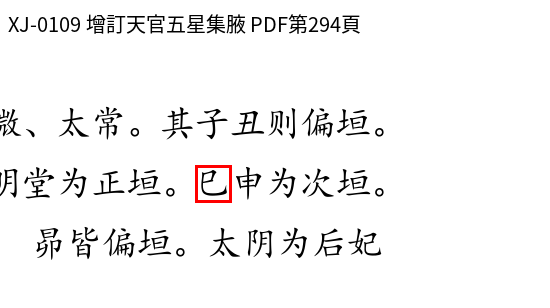 XJ-0109 增訂天官五星集腋 PDF第294頁
微、太常。其子丑则偏垣。
明堂为正垣。巳申为次垣。
昴皆偏垣。太阴为后妃